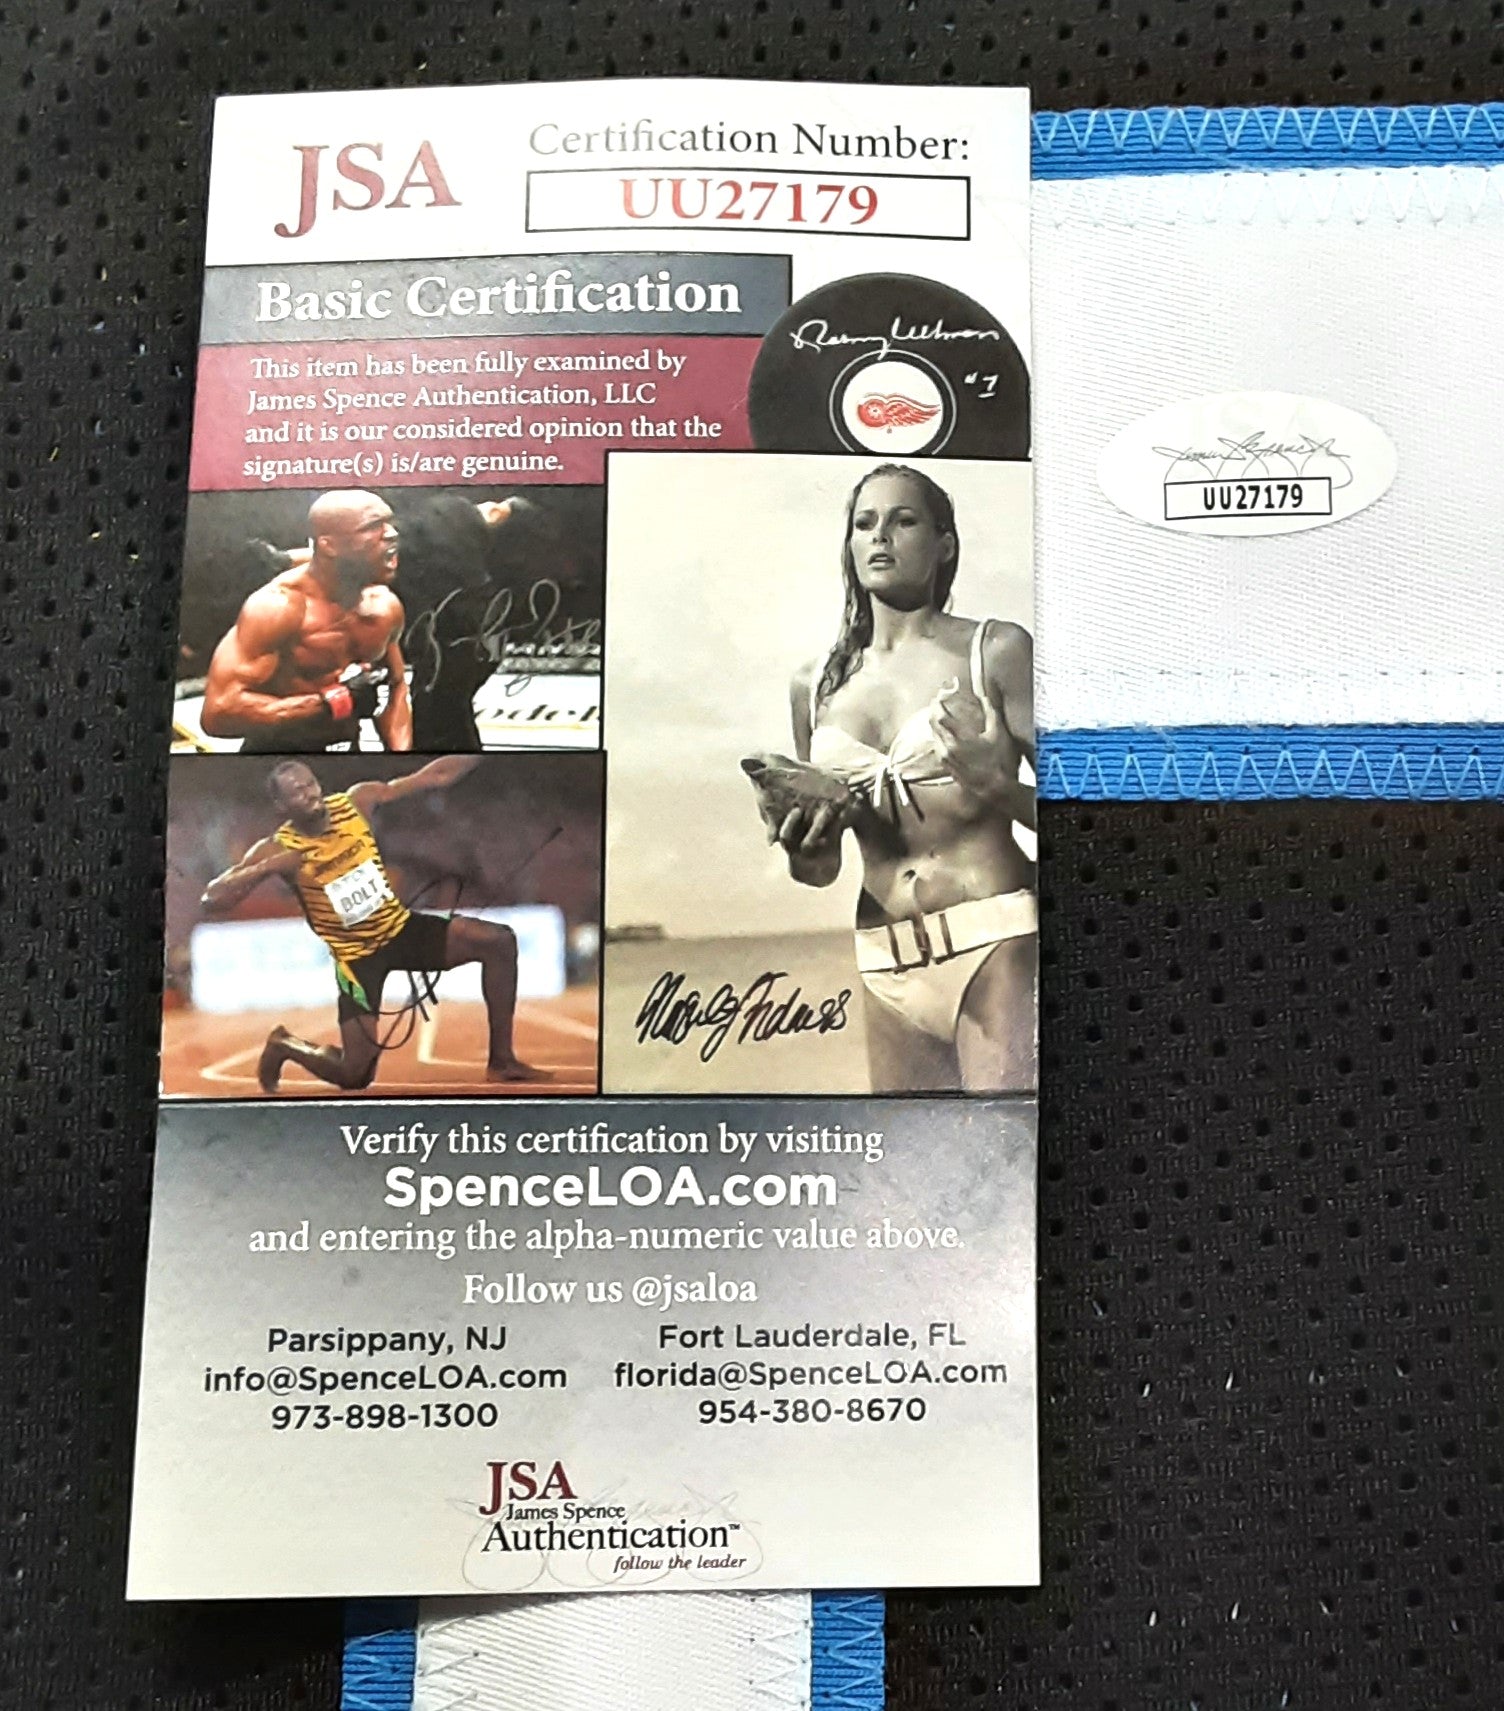 JSA
Certification Number:
UU27179
Basic Certification
This item has been fully examined by
James Spence Authentication, LLC
and it is our considered opinion that the
signature(s) is/are genuine.
#1
UU27179
BOLT
Verify this certification by visiting
SpenceLOA.com
and entering the alpha-numeric value above.
Follow us @jsaloa
Parsippany, NJ
info@SpenceLOA.com
973-898-1300
Fort Lauderdale, FL
florida@SpenceLOA.com
954-380-8670
JSA
James Spence
Authentication™
follow the leader